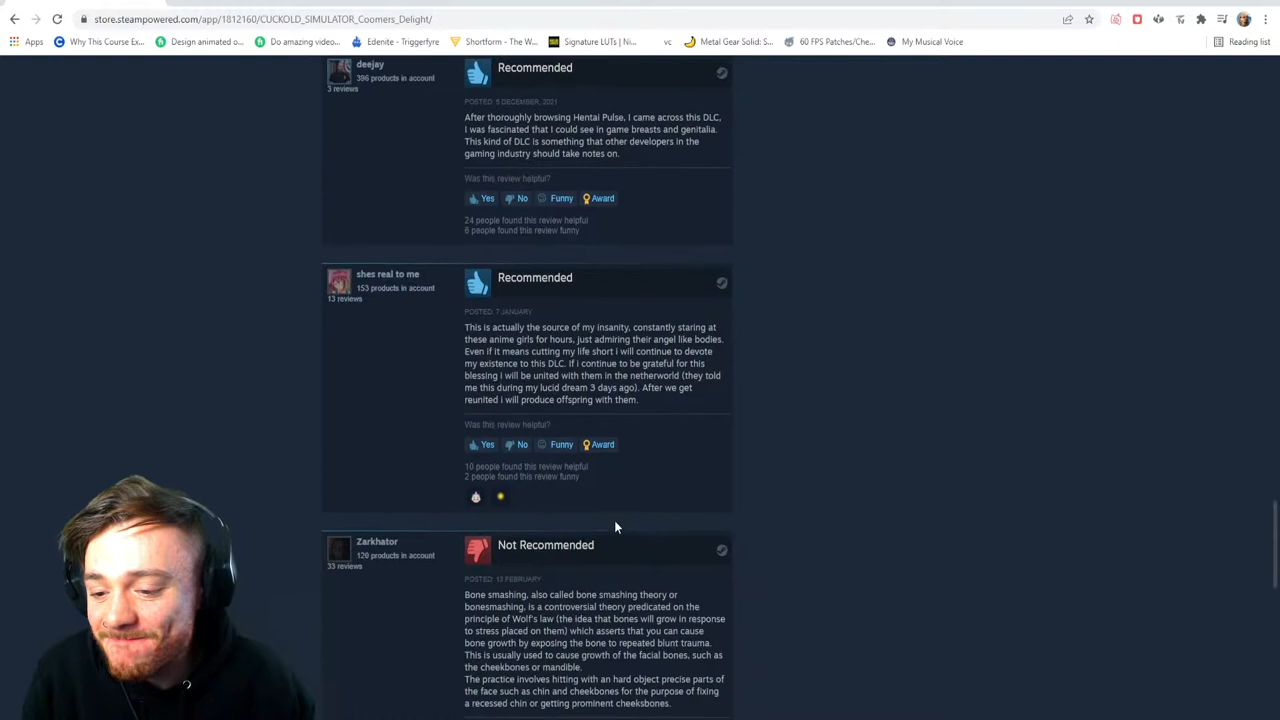 store.steampowered.com/app/1812160/CUCKOLD_SIMULATOR_Coomers_Delight/
Apps Why This Course Ex... Design animated o... Do amazing video... Edenite - Triggerfyre Shortform - The W... Signature LUTs | Ni... vc Metal Gear Solid: S... 60 FPS Patches/Che... My Musical Voice Reading list
deejay
396 products in account
3 reviews
Recommended
POSTED: 5 DECEMBER, 2021
After thoroughly browsing Hentai Pulse, I came across this DLC,
I was fascinated that I could see in game breasts and genitalia.
This kind of DLC is something that other developers in the
gaming industry should take notes on.
Was this review helpful?
Yes No Funny Award
24 people found this review helpful
6 people found this review funny
shes real to me
153 products in account
13 reviews
Recommended
POSTED: 7 JANUARY
This is actually the source of my insanity, constantly staring at
these anime girls for hours, just admiring their angel like bodies.
Even if it means cutting my life short i will continue to devote
my existence to this DLC. If i continue to be grateful for this
blessing i will be united with them in the netherworld (they told
me this during my lucid dream 3 days ago). After we get
reunited i will produce offspring with them.
Was this review helpful?
Yes No Funny Award
10 people found this review helpful
2 people found this review funny
Zarkhator
120 products in account
33 reviews
Not Recommended
POSTED: 13 FEBRUARY
Bone smashing, also called bone smashing theory or
bonesmashing, is a controversial theory predicated on the
principle of Wolf's law (the idea that bones will grow in response
to stress placed on them) which asserts that you can cause
bone growth by exposing the bone to repeated blunt trauma.
This is usually used to cause growth of the facial bones, such as
the cheekbones or mandible.
The practice involves hitting with an hard object precise parts of
the face such as chin and cheekbones for the purpose of fixing
a recessed chin or getting prominent cheeksbones.